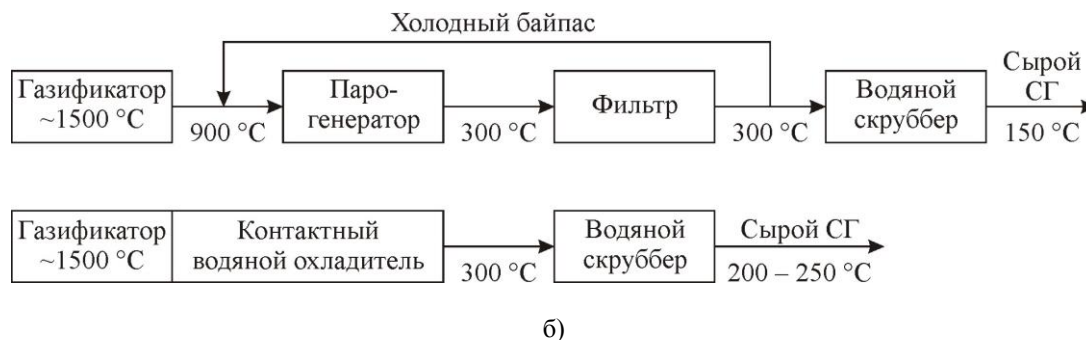 Холодный байпас
Газификатор
~1500 °C
900 °C
Паро-
генератор
300 °C
Фильтр
300 °C
Водяной
скруббер
Сырой
СГ
150 °C
Газификатор
~1500 °C
Контактный
водяной охладитель
300 °C
Водяной
скруббер
Сырой СГ
200 – 250 °C
б)